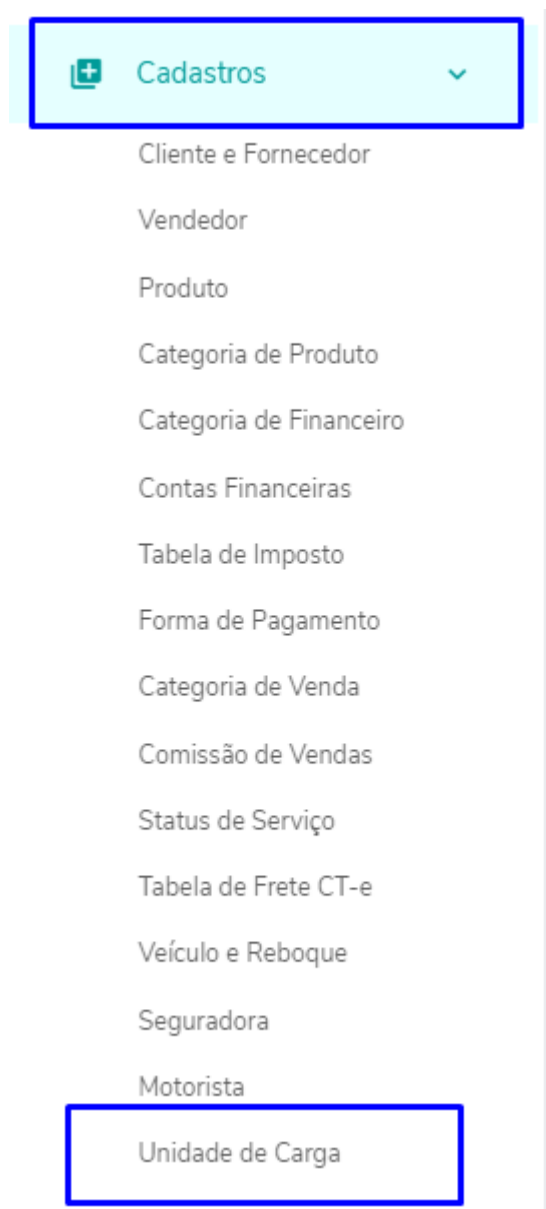 Cadastros
Cliente e Fornecedor
Vendedor
Produto
Categoria de Produto
Categoria de Financeiro
Contas Financeiras
Tabela de Imposto
Forma de Pagamento
Categoria de Venda
Comissão de Vendas
Status de Serviço
Tabela de Frete CT-e
Veículo e Reboque
Seguradora
Motorista
Unidade de Carga